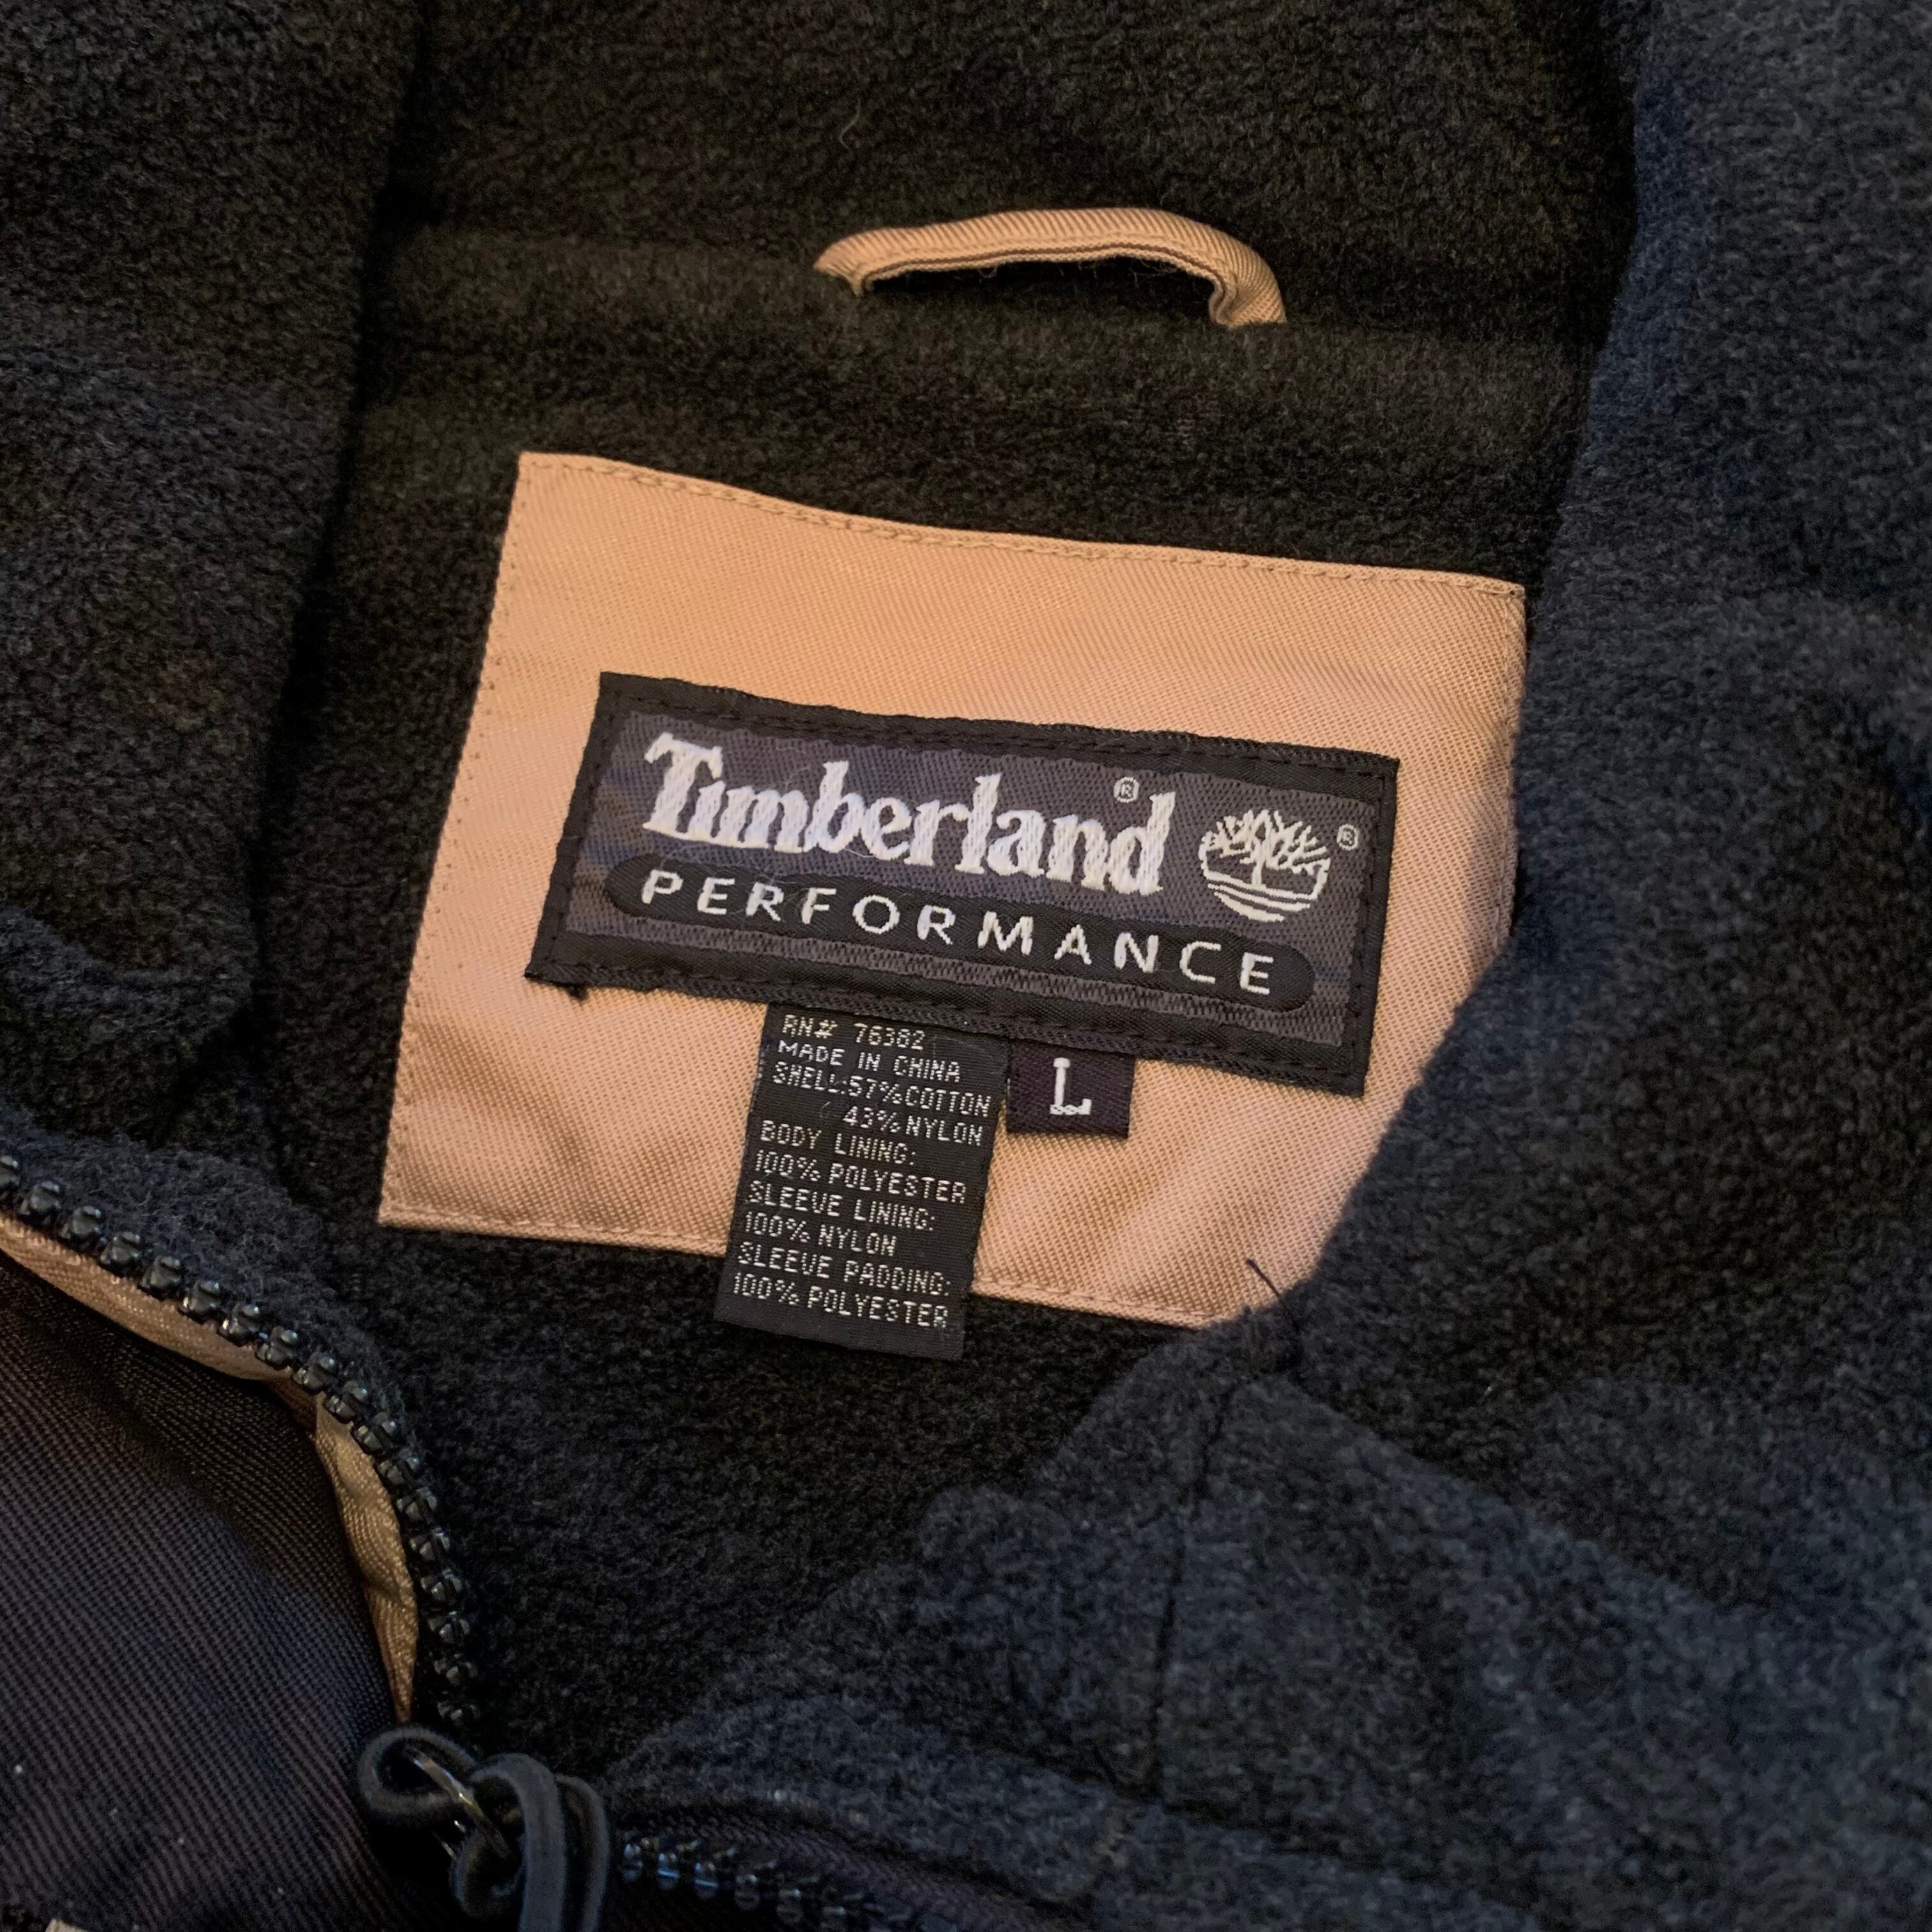 Timberland®
®
PERFORMANCE
RN# 76382
MADE IN CHINA
SHELL:57%COTTON
43%NYLON
BODY LINING:
100% POLYESTER
SLEEVE LINING:
100% NYLON
SLEEVE PADDING:
100% POLYESTER
L